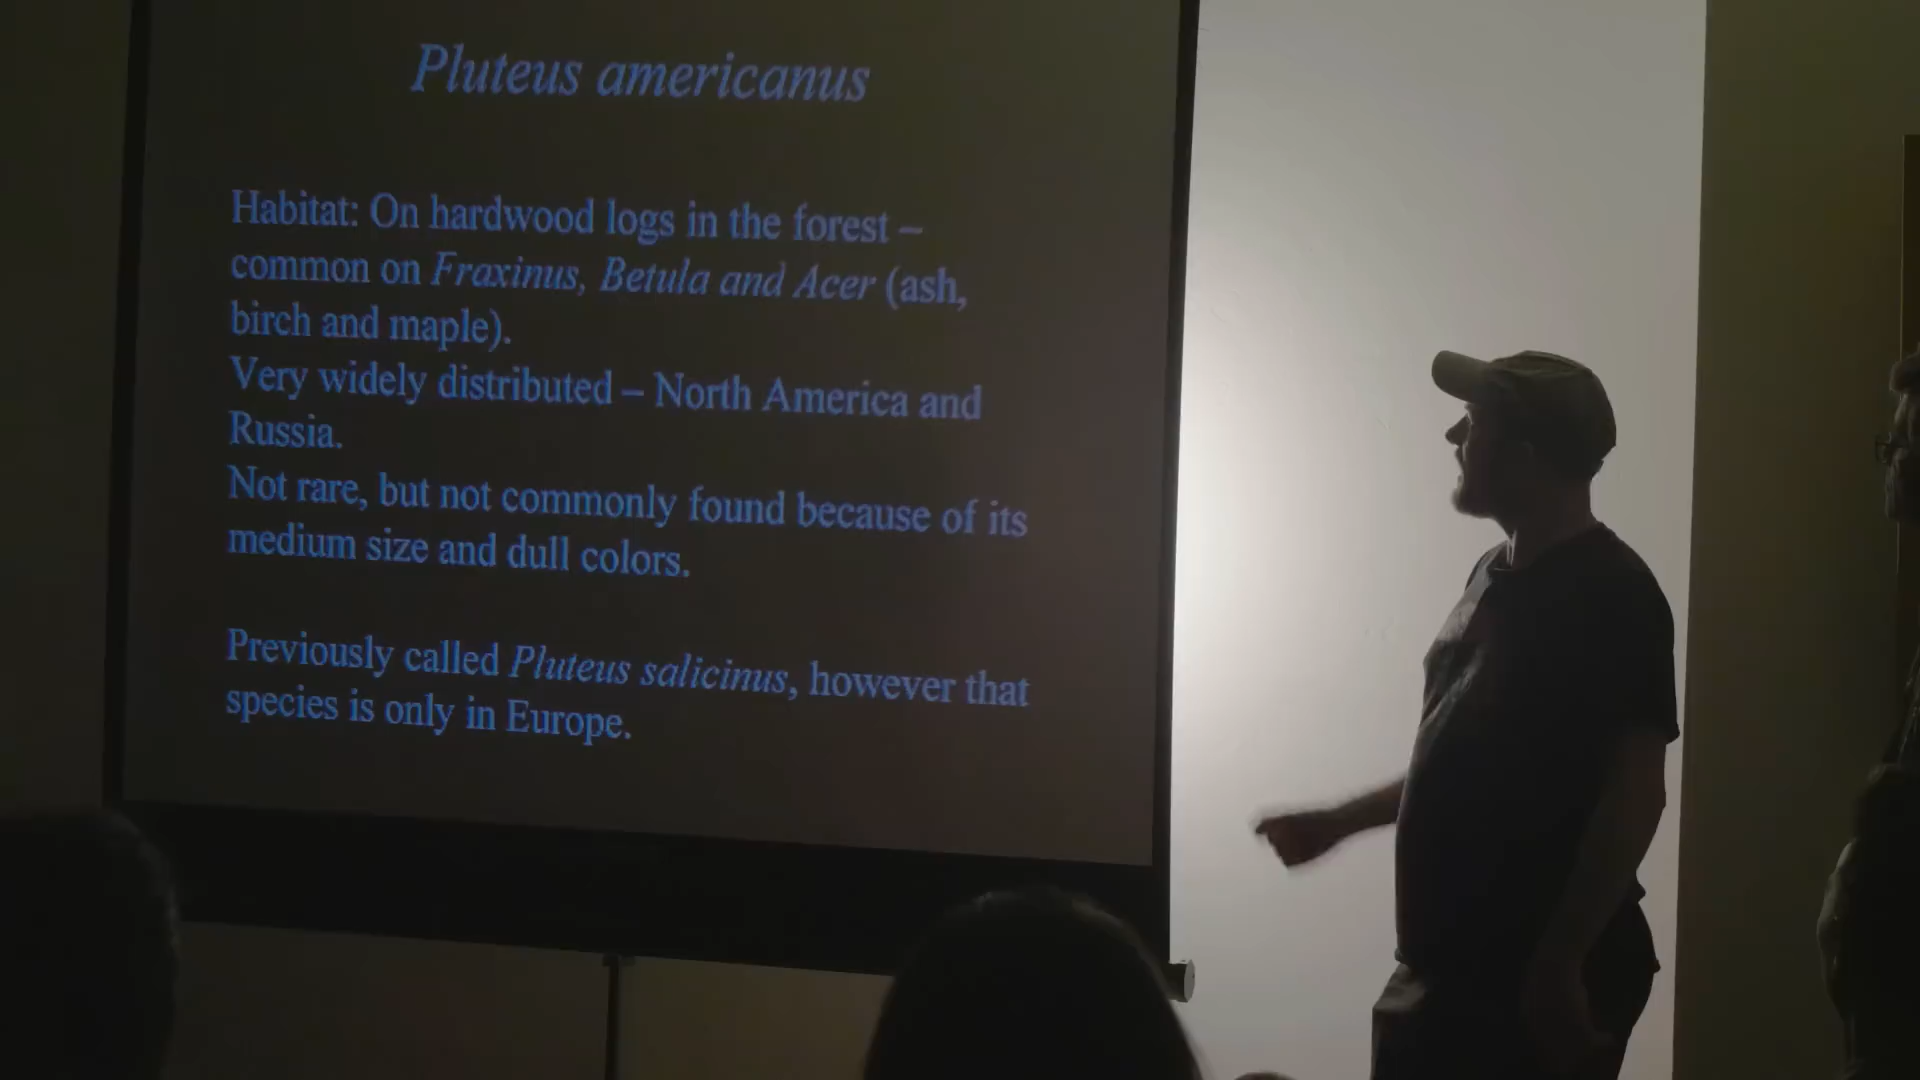 Pluteus americanus
Habitat: On hardwood logs in the forest –
common on Fraxinus, Betula and Acer (ash,
birch and maple).
Very widely distributed – North America and
Russia.
Not rare, but not commonly found because of its
medium size and dull colors.
Previously called Pluteus salicinus, however that
species is only in Europe.